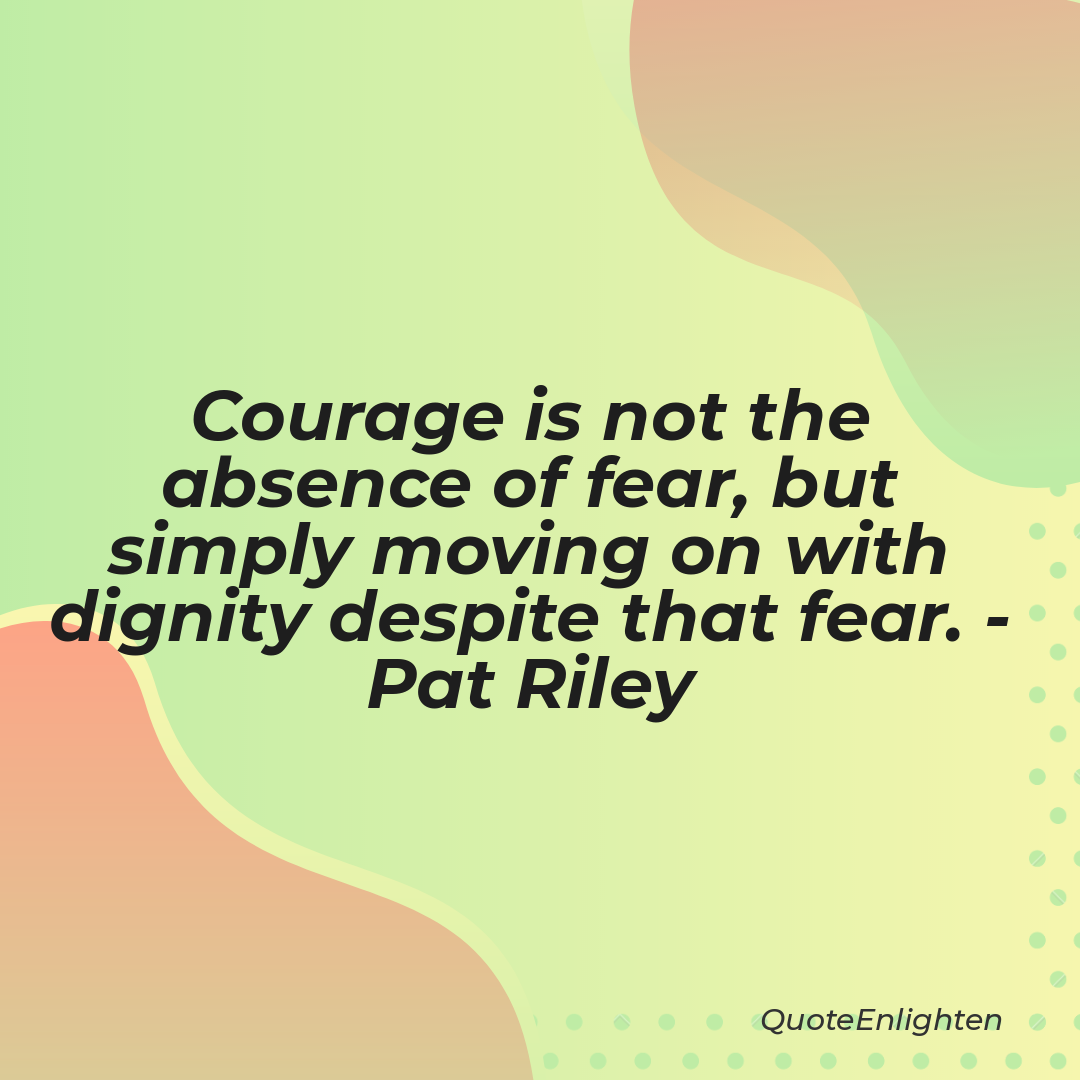 Courage is not the
absence of fear, but
simply moving on with
dignity despite that fear. -
Pat Riley
QuoteEnlighten